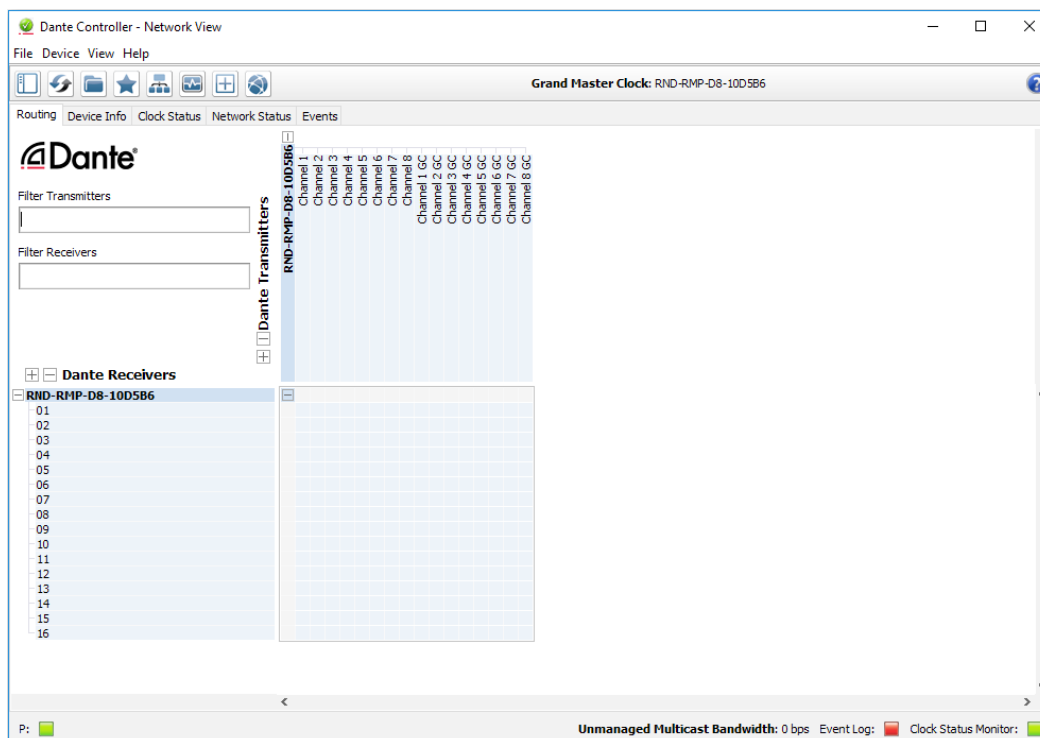 Dante Controller - Network View
File Device View Help
Grand Master Clock: RND-RMP-D8-10D5B6
?
Routing Device Info Clock Status Network Status Events
Dante®
Filter Transmitters
Filter Receivers
Dante Transmitters
RND-RMP-D8-10D5B6
Channel 1
Channel 2
Channel 3
Channel 4
Channel 5
Channel 6
Channel 7
Channel 8
Channel 1 GC
Channel 2 GC
Channel 3 GC
Channel 4 GC
Channel 5 GC
Channel 6 GC
Channel 7 GC
Channel 8 GC
Dante Receivers
RND-RMP-D8-10D5B6
01
02
03
04
05
06
07
08
09
10
11
12
13
14
15
16
P:
Unmanaged Multicast Bandwidth: 0 bps Event Log: Clock Status Monitor: